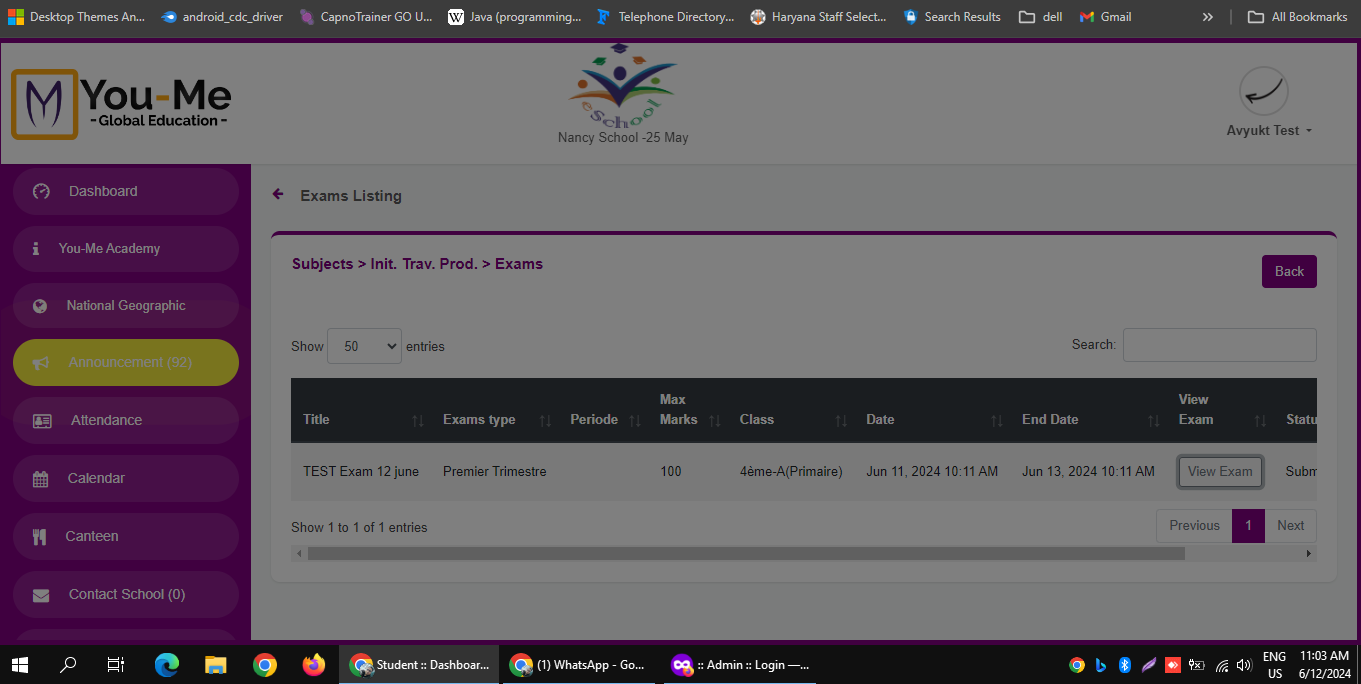 Desktop Themes An... android_cdc_driver CapnoTrainer GO U... Java (programming... Telephone Directory... Haryana Staff Select... Search Results dell Gmail » All Bookmarks
You-Me
-Global Education-
eSchool
Nancy School -25 May
Avyukt Test
Dashboard
You-Me Academy
National Geographic
Announcement (92)
Attendance
Calendar
Canteen
Contact School (0)
Exams Listing
Subjects > Init. Trav. Prod. > Exams
Back
Show 50 entries
Search:
Title Exams type Periode Max Marks Class Date End Date View Exam Statu
TEST Exam 12 june Premier Trimestre 100 4ème-A(Primaire) Jun 11, 2024 10:11 AM Jun 13, 2024 10:11 AM View Exam Subm
Show 1 to 1 of 1 entries
Previous 1 Next
Student :: Dashboar... (1) WhatsApp - Go... :: Admin :: Login —...
ENG
US
11:03 AM
6/12/2024